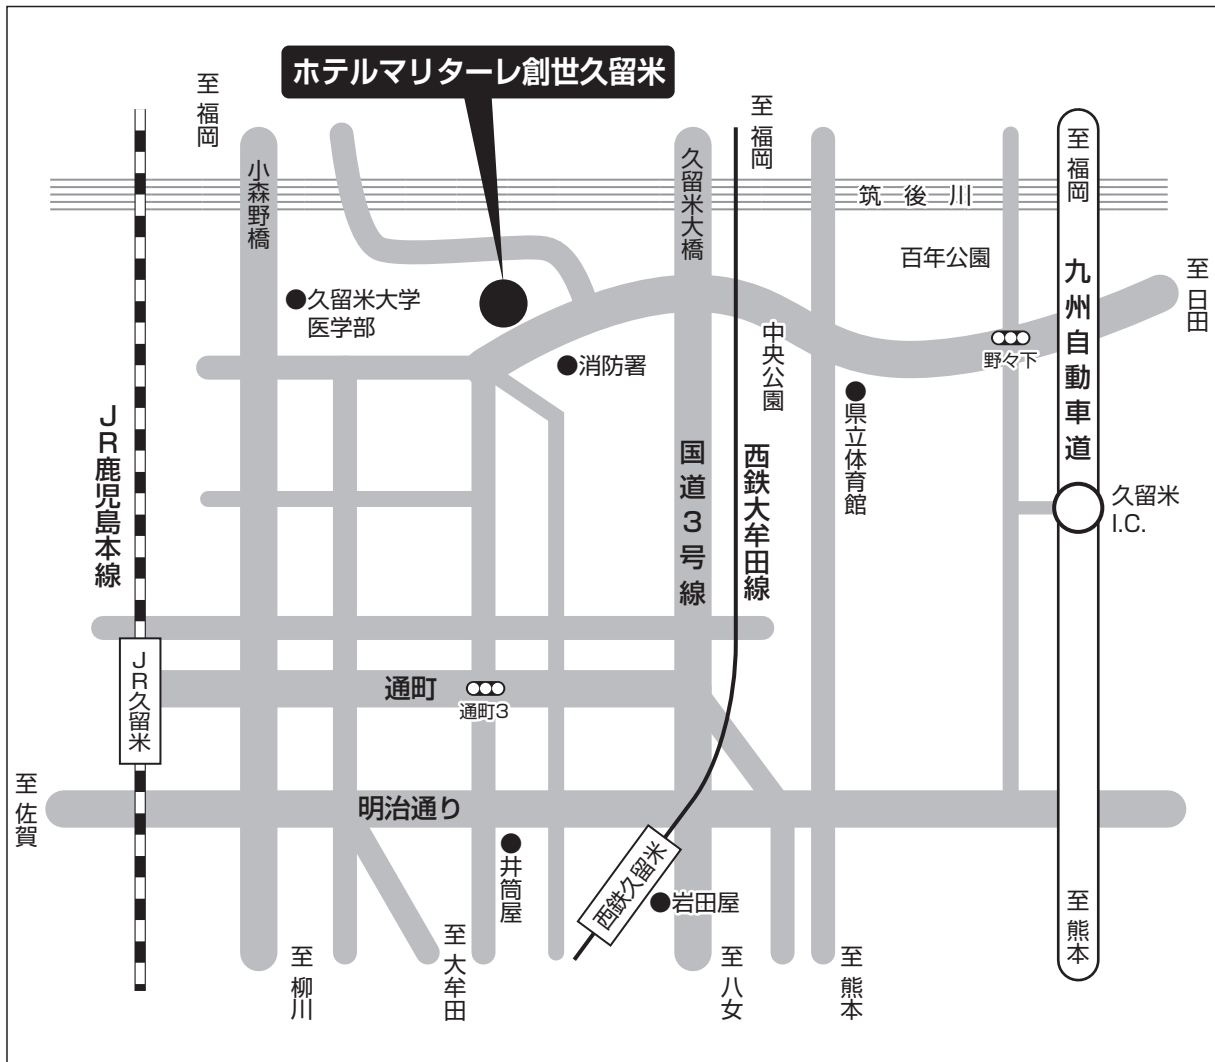 ホテルマリターレ創世久留米
至 福岡
至 福岡
至 福岡
小森野橋
久留米大橋
筑後川
百年公園
九州自動車道
至 日田
久留米大学
医学部
消防署
中央公園
野々下
県立体育館
JR鹿児島本線
国道3号線
西鉄大牟田線
久留米
I.C.
JR久留米
通町
通町3
至 佐賀
明治通り
井筒屋
西鉄久留米
岩田屋
至 熊本
至 柳川
至 大牟田
至 八女
至 熊本